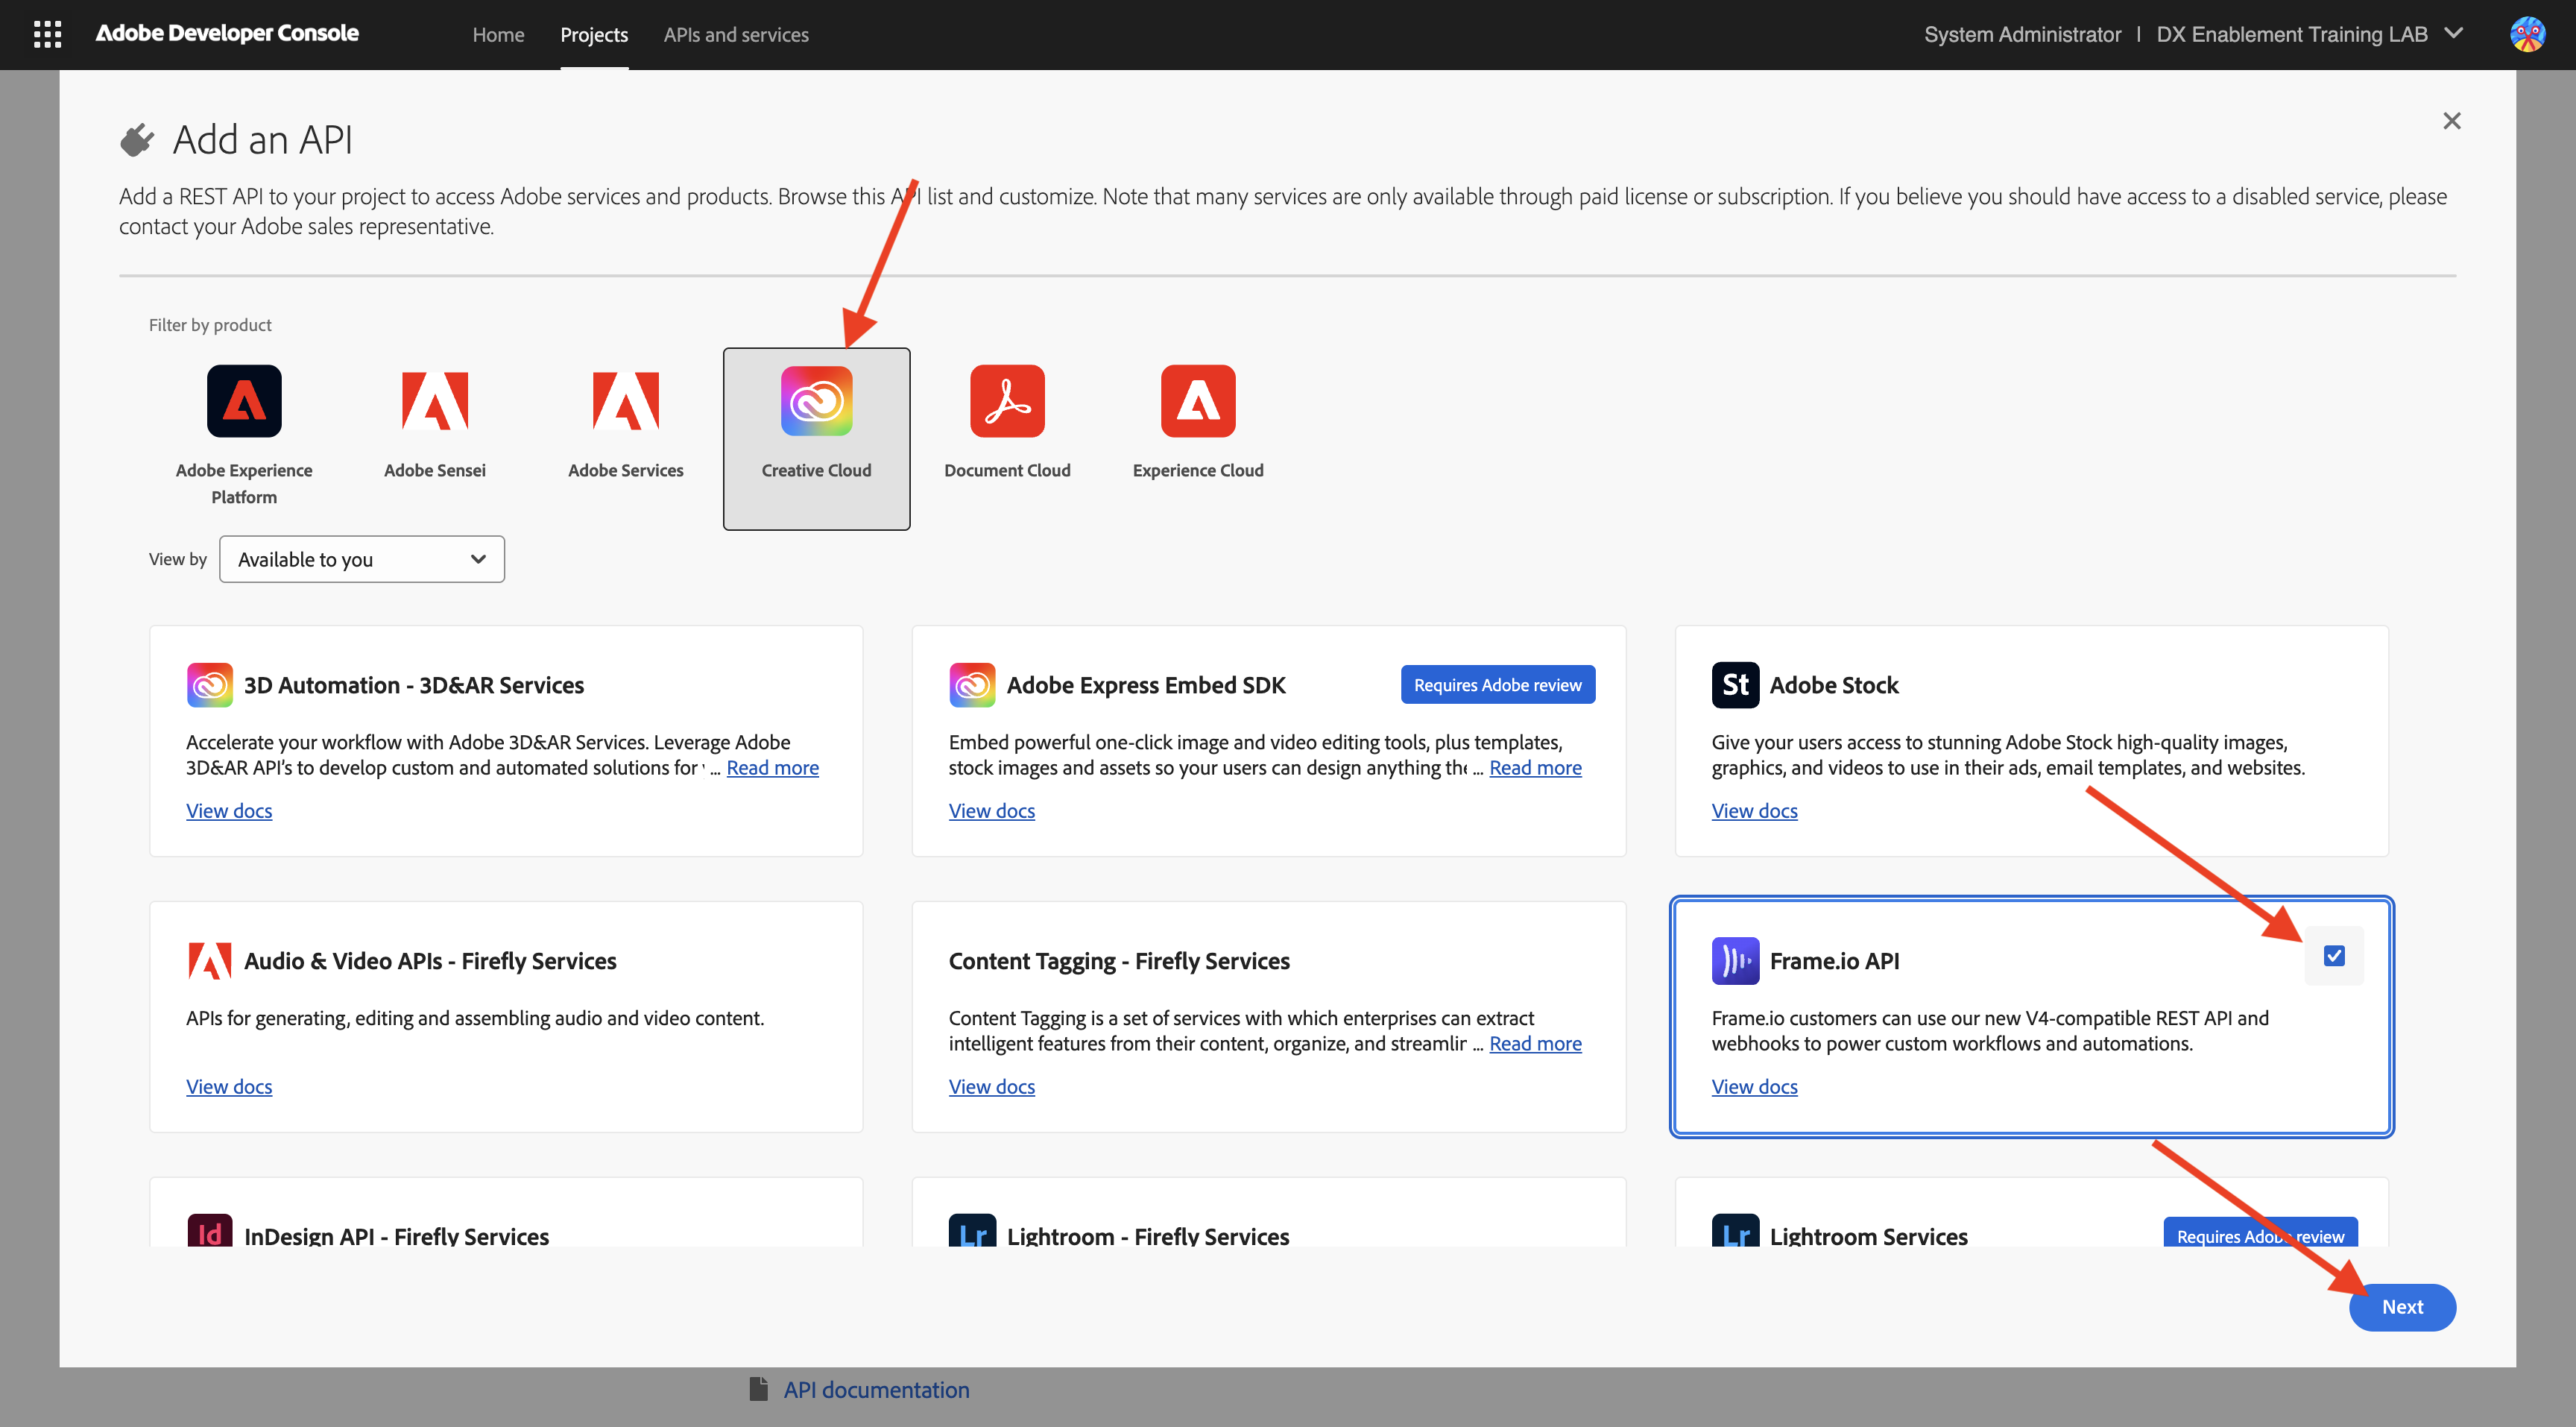 Adobe Developer Console
Home
Projects
APIs and services
System Administrator | DX Enablement Training LAB
Add an API
Add a REST API to your project to access Adobe services and products. Browse this API list and customize. Note that many services are only available through paid license or subscription. If you believe you should have access to a disabled service, please
contact your Adobe sales representative.
Filter by product
Adobe Experience
Platform
Adobe Sensei
Adobe Services
Creative Cloud
Document Cloud
Experience Cloud
View by
Available to you
3D Automation - 3D&AR Services
Accelerate your workflow with Adobe 3D&AR Services. Leverage Adobe
3D&AR API's to develop custom and automated solutions for ... Read more
View docs
Adobe Express Embed SDK
Requires Adobe review
Embed powerful one-click image and video editing tools, plus templates,
stock images and assets so your users can design anything ... Read more
View docs
St
Adobe Stock
Give your users access to stunning Adobe Stock high-quality images,
graphics, and videos to use in their ads, email templates, and websites.
View docs
Audio & Video APIs - Firefly Services
APIs for generating, editing and assembling audio and video content.
View docs
Content Tagging - Firefly Services
Content Tagging is a set of services with which enterprises can extract
intelligent features from their content, organize, and streamlin ... Read more
View docs
Frame.io API
Frame.io customers can use our new V4-compatible REST API and
webhooks to power custom workflows and automations.
View docs
Id
InDesign API - Firefly Services
Lr
Lightroom - Firefly Services
Lr
Lightroom Services
Requires Adobe review
Next
API documentation